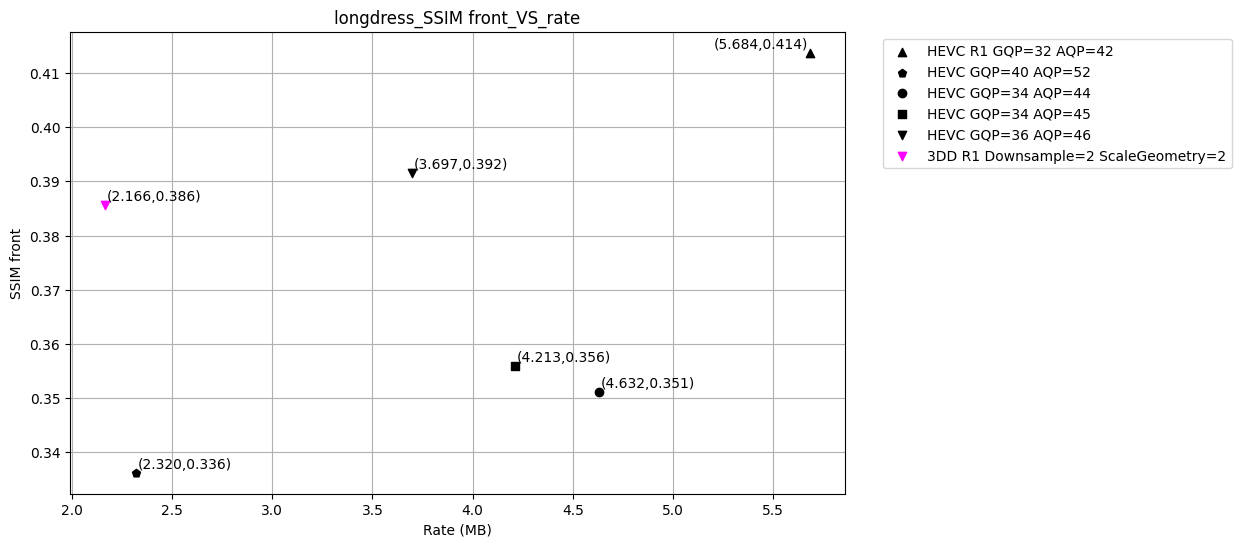 longdress_SSIM front_VS_rate
(5.684,0.414)
(3.697,0.392)
(2.166,0.386)
(4.213,0.356)
(4.632,0.351)
(2.320,0.336)
0.41
0.40
0.39
0.38
0.37
0.36
0.35
0.34
SSIM front
2.0 2.5 3.0 3.5 4.0 4.5 5.0 5.5
Rate (MB)
HEVC R1 GQP=32 AQP=42
HEVC GQP=40 AQP=52
HEVC GQP=34 AQP=44
HEVC GQP=34 AQP=45
HEVC GQP=36 AQP=46
3DD R1 Downsample=2 ScaleGeometry=2